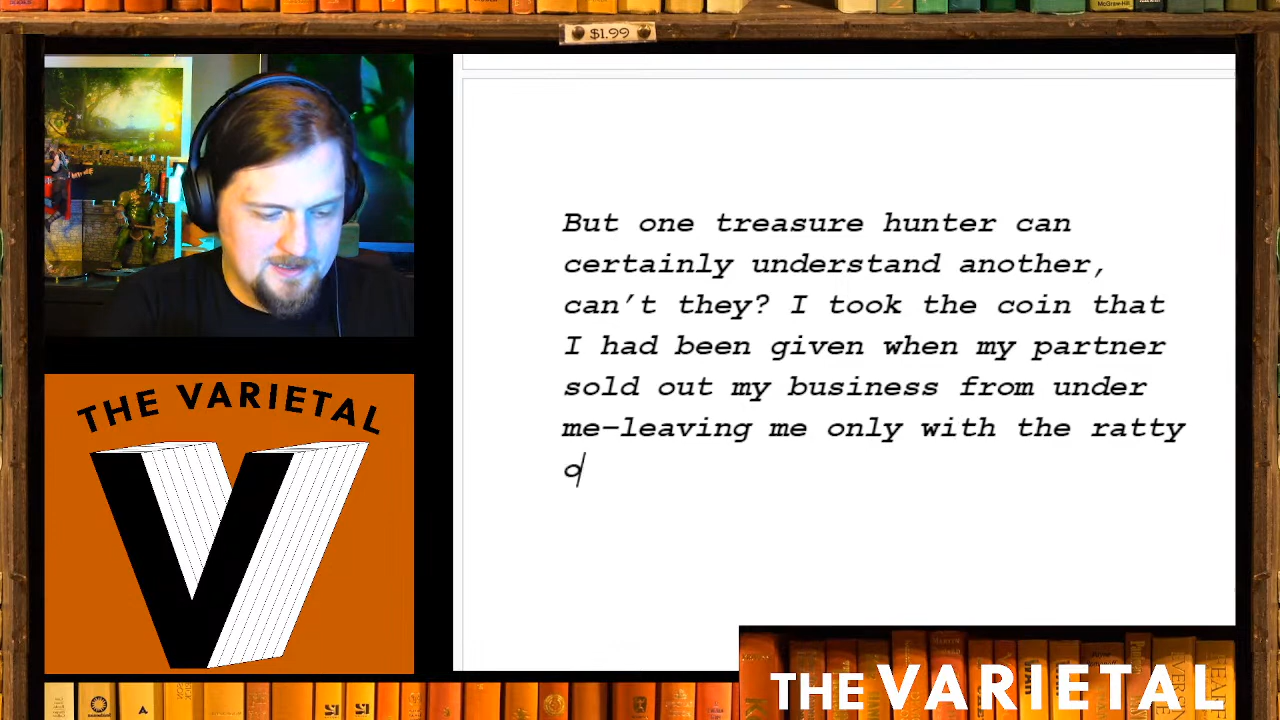 McGraw-Hill
$1.99
But one treasure hunter can
certainly understand another,
can't they? I took the coin that
I had been given when my partner
sold out my business from under
me-leaving me only with the ratty
o
THE VARIETAL
V
THE VARIETAL